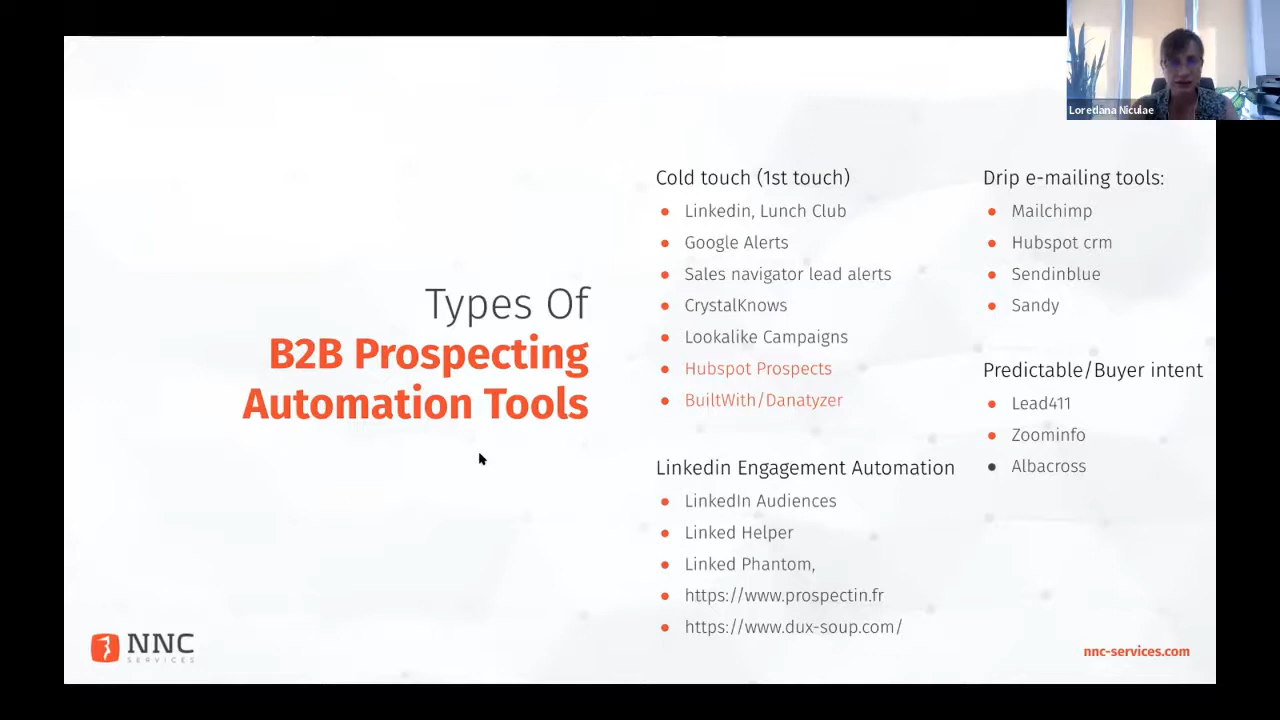 Loredana Niculae
Types Of
B2B Prospecting
Automation Tools
Cold touch (1st touch)
Linkedin, Lunch Club
Google Alerts
Sales navigator lead alerts
CrystalKnows
Lookalike Campaigns
Hubspot Prospects
BuiltWith/Danatyzer
Linkedin Engagement Automation
LinkedIn Audiences
Linked Helper
Linked Phantom,
https://www.prospectin.fr
https://www.dux-soup.com/
Drip e-mailing tools:
Mailchimp
Hubspot crm
Sendinblue
Sandy
Predictable/Buyer intent
Lead411
Zoominfo
Albacross
NNC
SERVICES
nnc-services.com